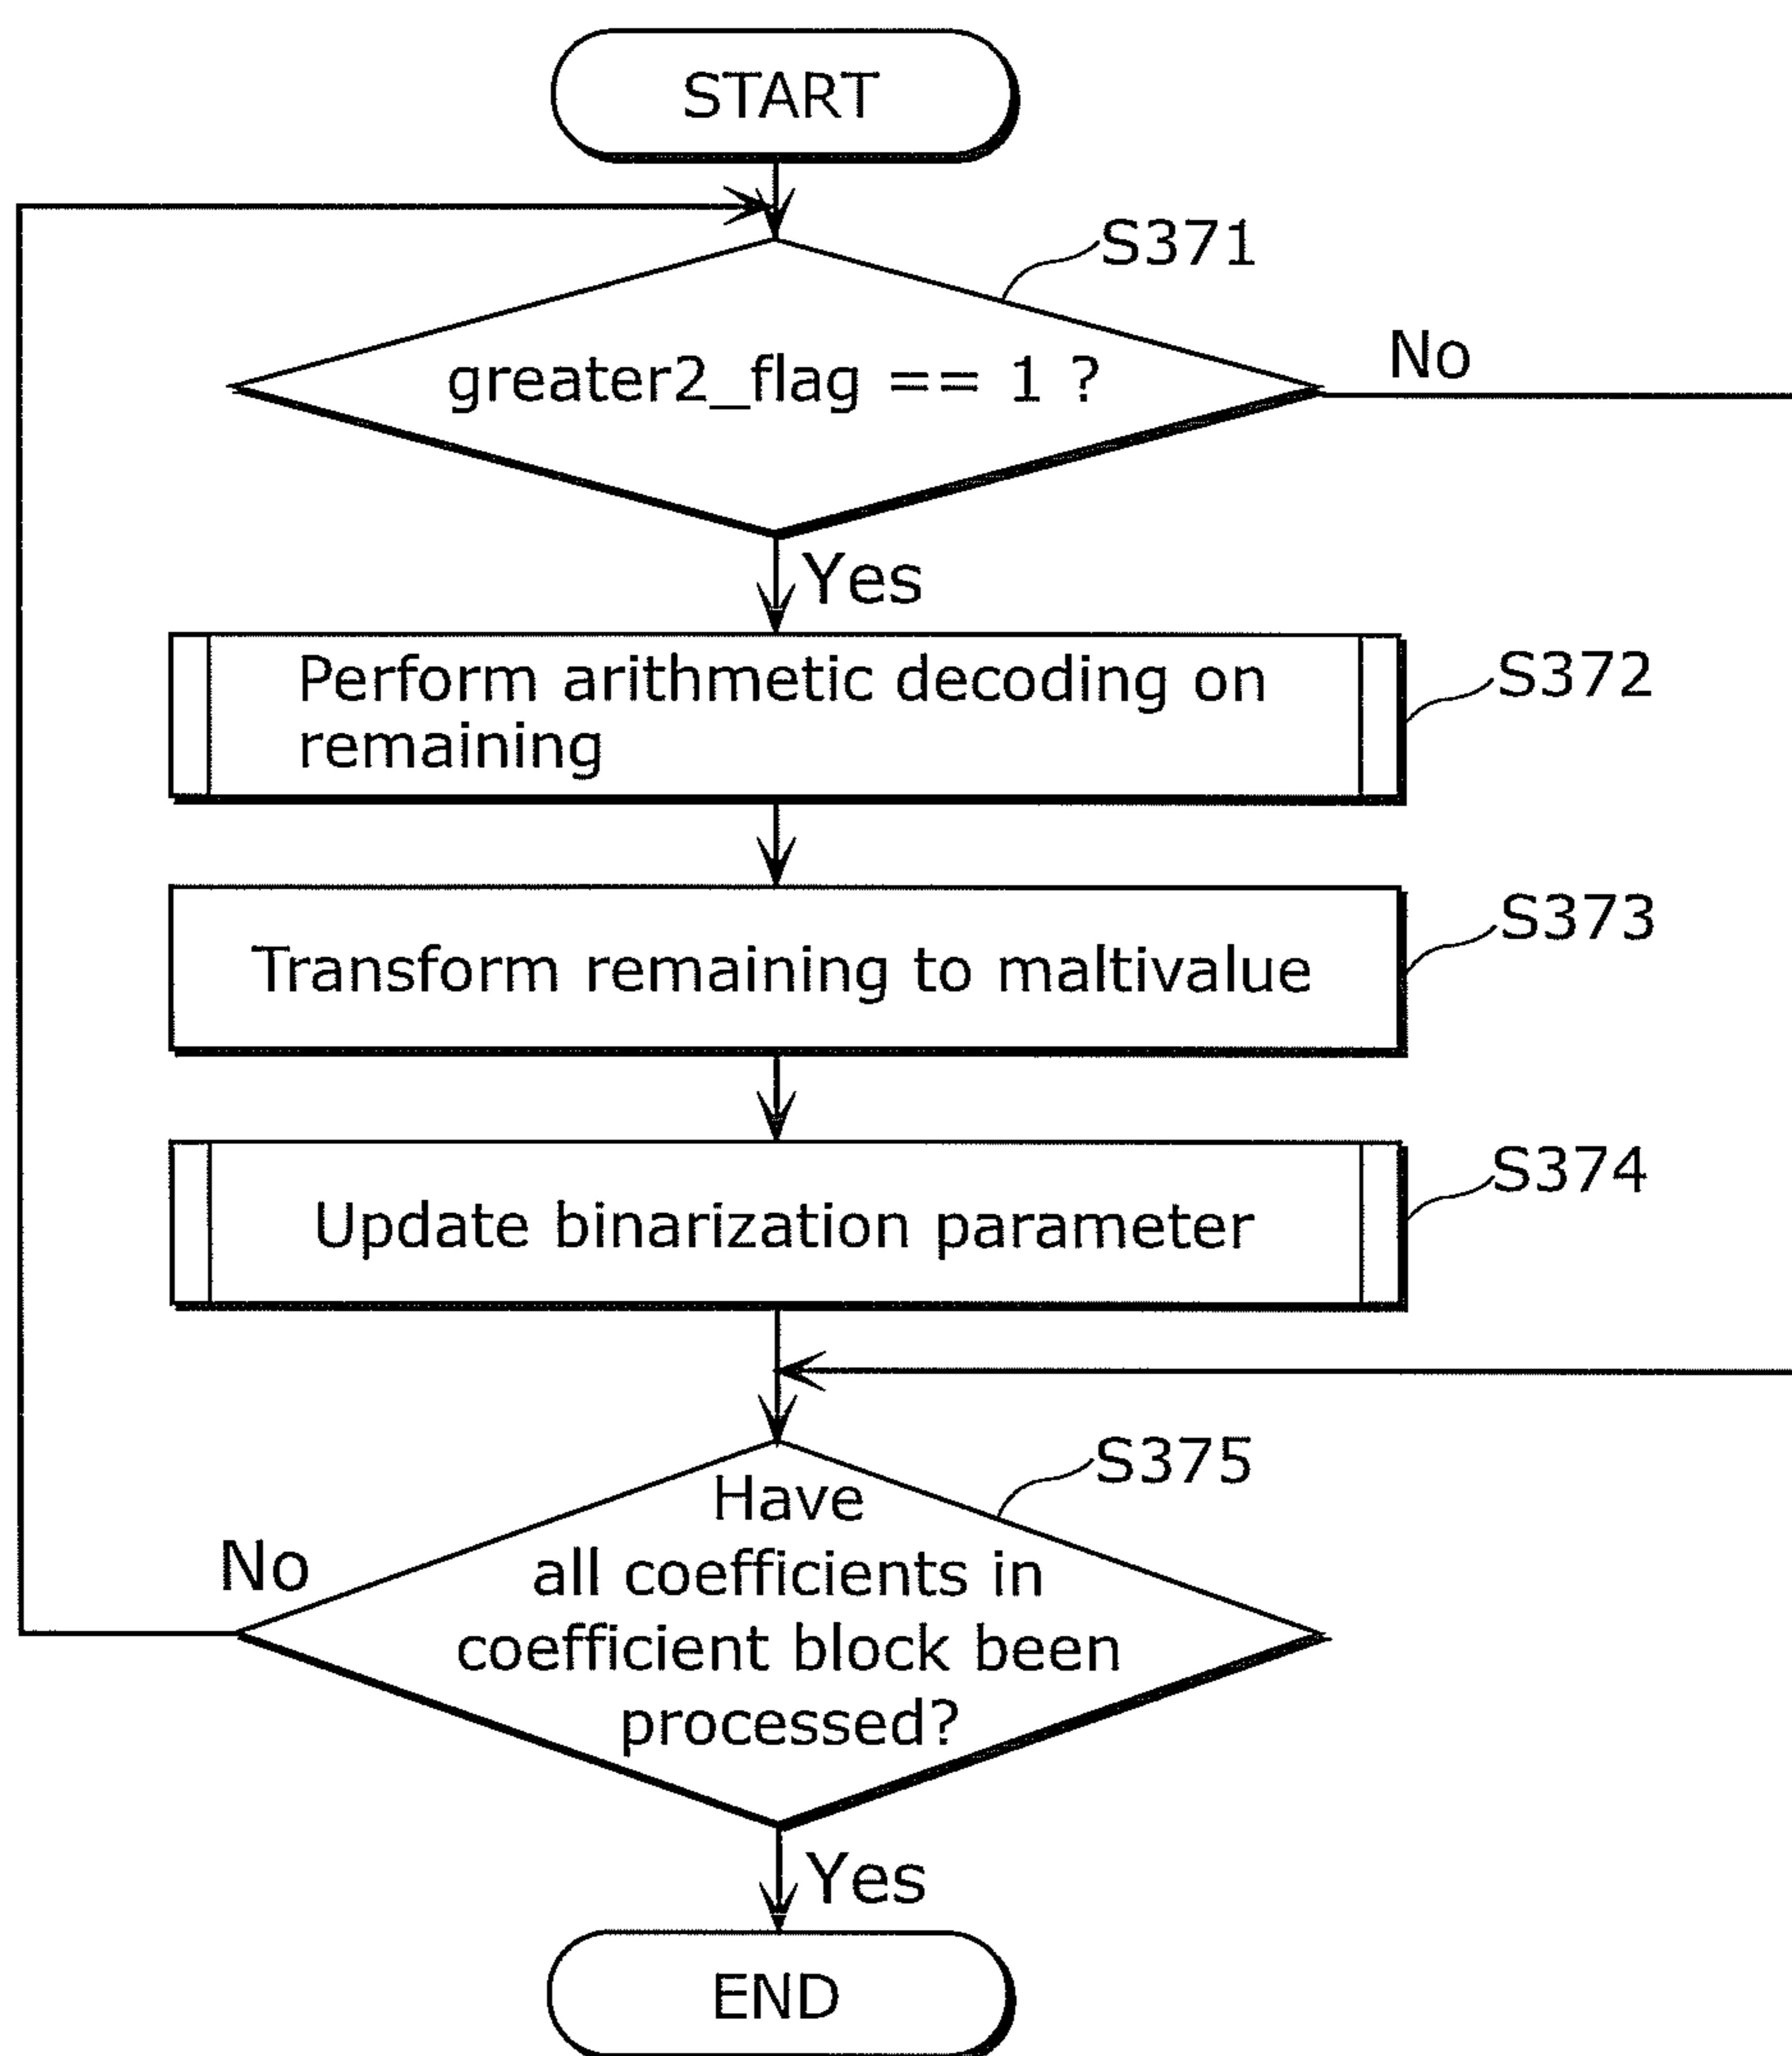 START
S371
greater2_flag == 1 ?
No
Yes
Perform arithmetic decoding on
remaining
S372
S373
Transform remaining to maltivalue
S374
Update binarization parameter
S375
Have
all coefficients in
coefficient block been
processed?
No
Yes
END